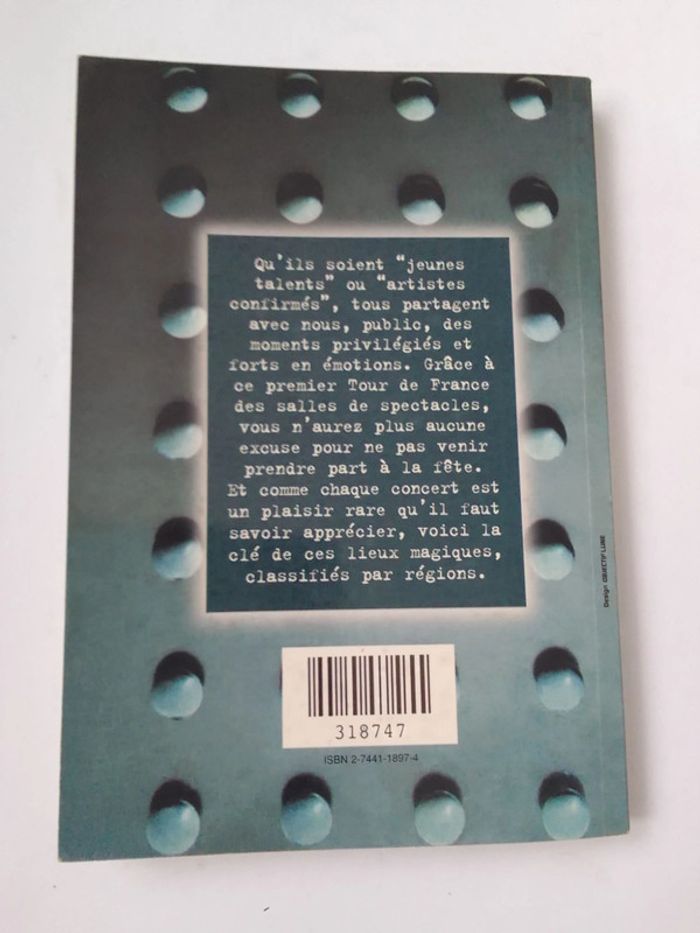 Qu'ils soient "jeunes
talents" ou "artistes
confirmés", tous partagent
avec nous, public, des
moments privilégiés et
forts en émotions. Grâce à
ce premier Tour de France
des salles de spectacles,
vous n'aurez plus aucune
excuse pour ne pas venir
prendre part à la fête.
Et comme chaque concert est
un plaisir rare qu'il faut
savoir apprécier, voici la
clé de ces lieux magiques,
classifiés par régions.
Design OBJECTIF LUNE
318747
ISBN 2-7441-1897-4